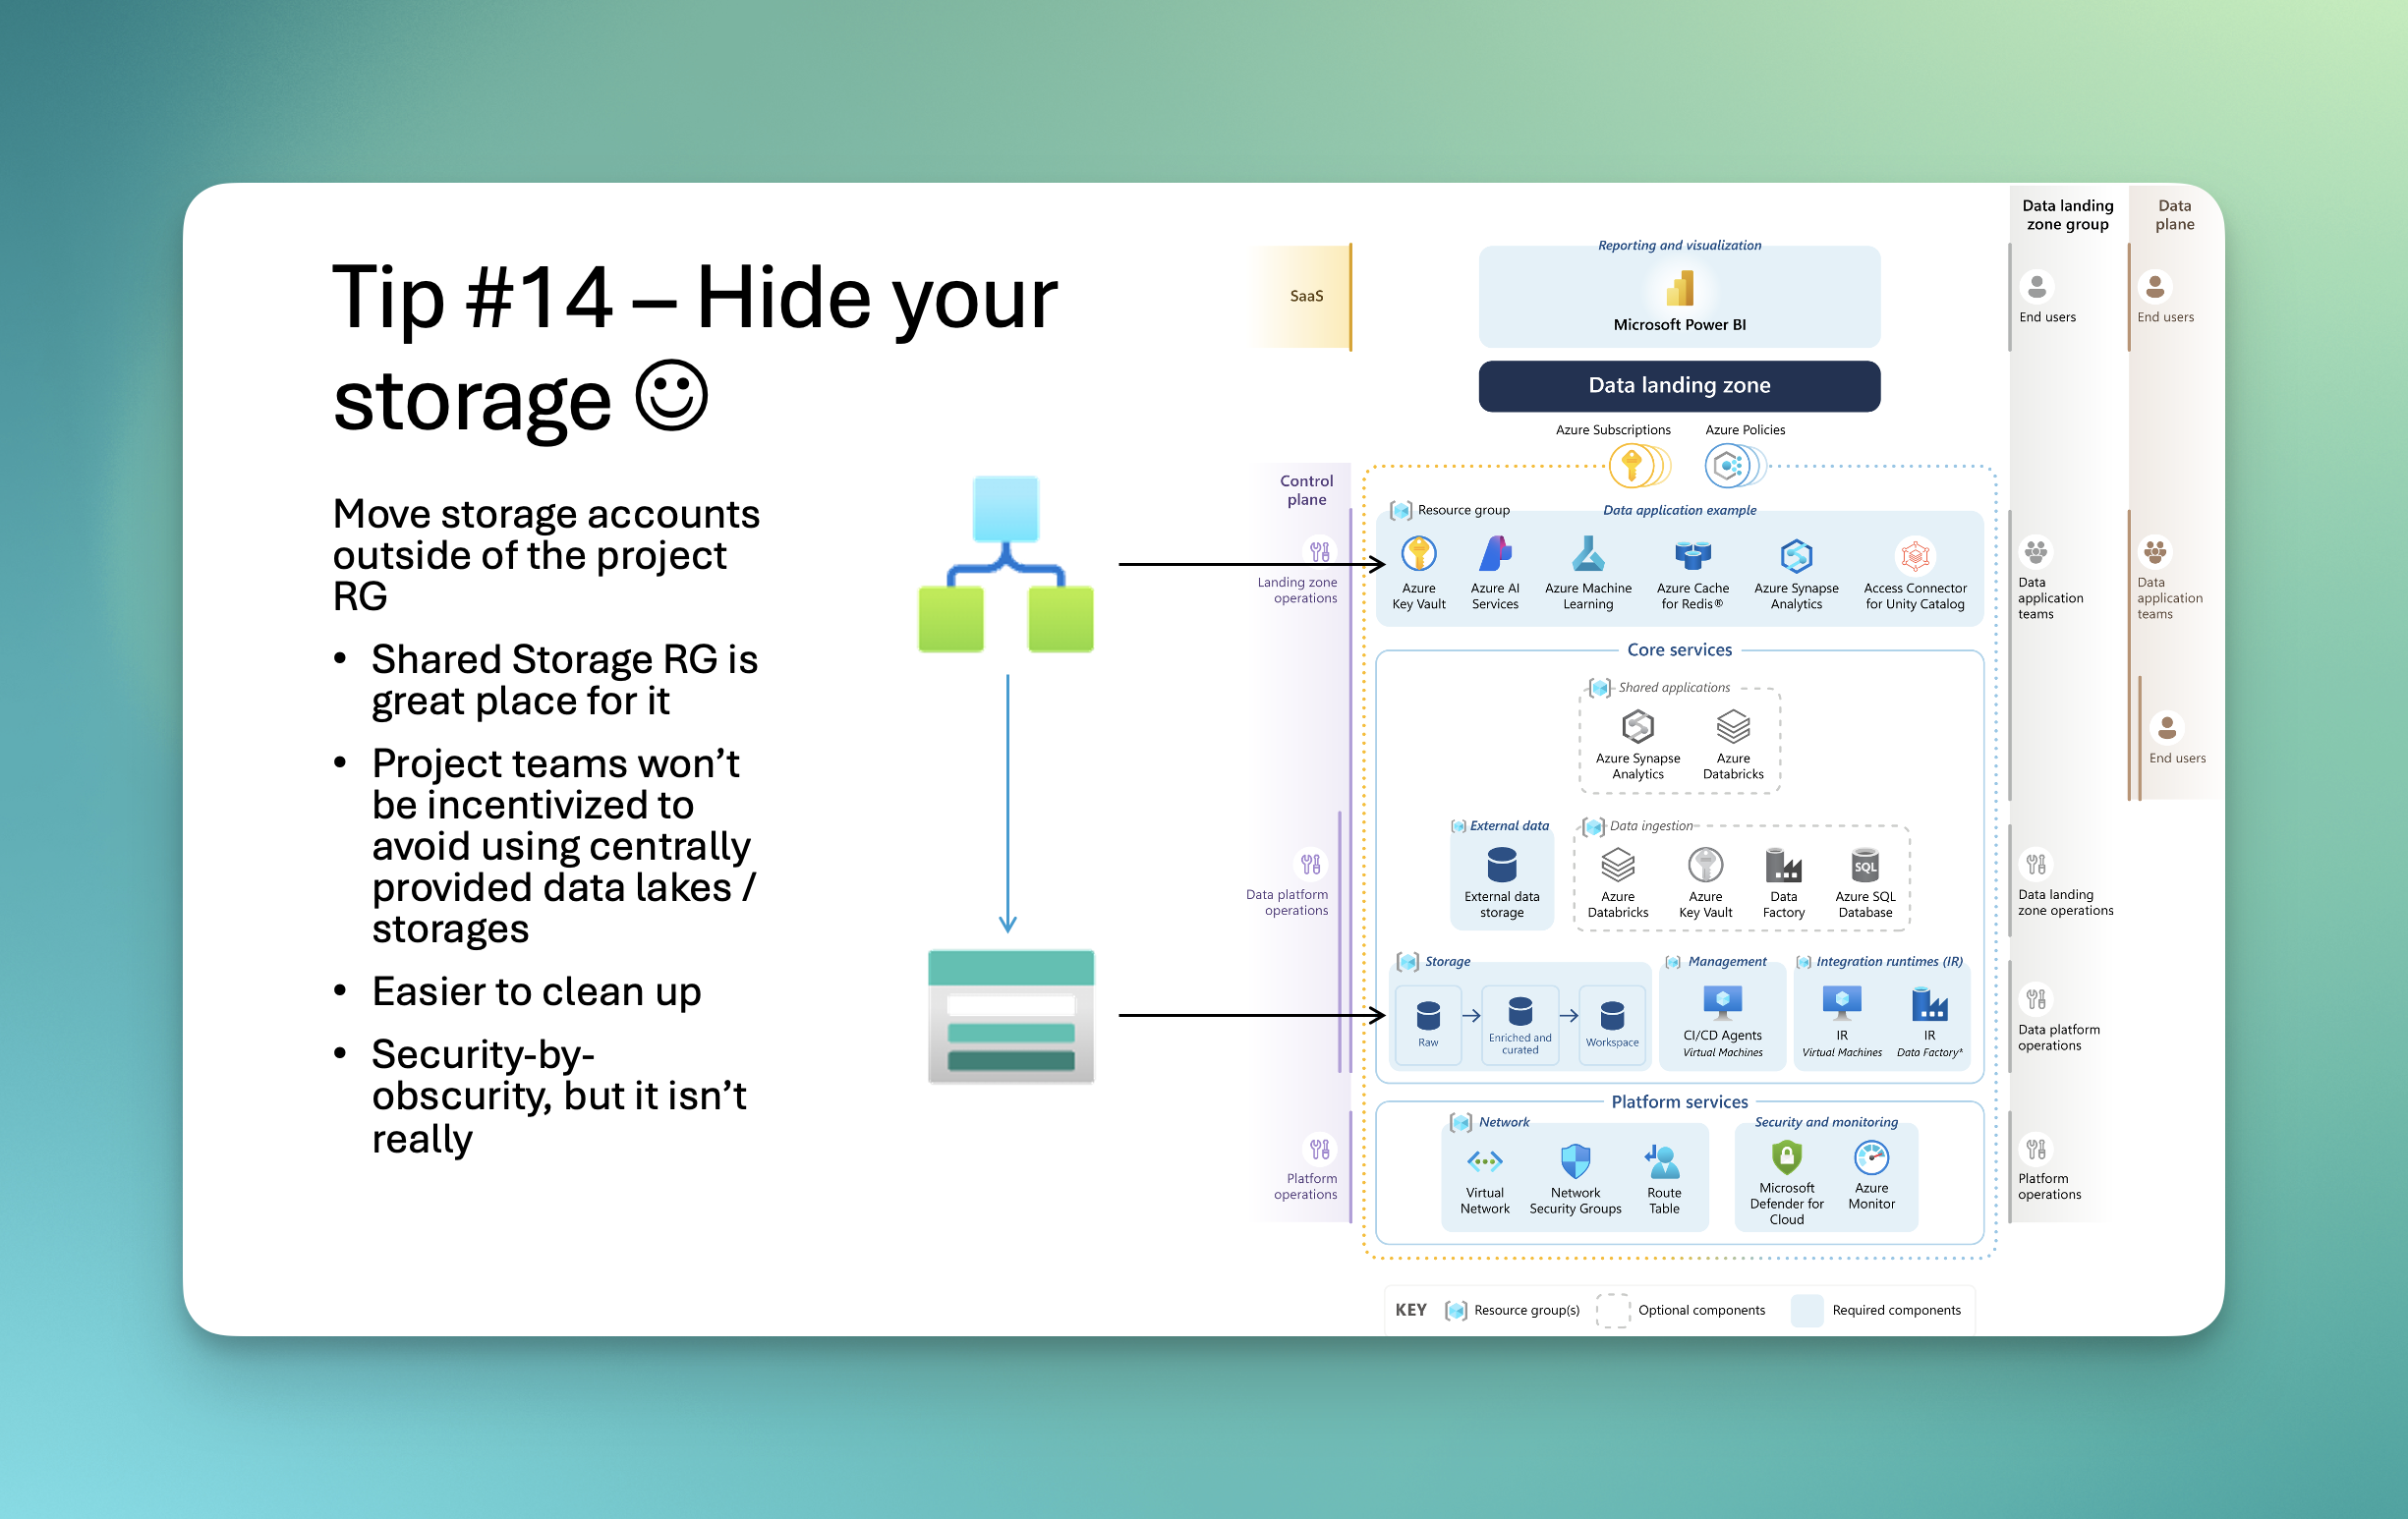 Tip #14 – Hide your
storage ☺
Move storage accounts
outside of the project
RG
• Shared Storage RG is
great place for it
• Project teams won’t
be incentivized to
avoid using centrally
provided data lakes /
storages
• Easier to clean up
• Security-by-
obscurity, but it isn’t
really
SaaS
Reporting and visualization
Microsoft Power BI
Data landing zone
Azure Subscriptions
Azure Policies
Control
plane
Landing zone
operations
Data platform
operations
Platform
operations
Resource group
Data application example
Azure
Key Vault
Azure AI
Services
Azure Machine
Learning
Azure Cache
for Redis®
Azure Synapse
Analytics
Access Connector
for Unity Catalog
Core services
Shared applications
Azure Synapse
Analytics
Azure
Databricks
External data
External data
storage
Data ingestion
Azure
Databricks
Azure
Key Vault
Data
Factory
SQL
Azure SQL
Database
Storage
Raw
Enriched and
curated
Workspace
Management
CI/CD Agents
Virtual Machines
Integration runtimes (IR)
IR
Virtual Machines
IR
Data Factory*
Platform services
Network
Virtual
Network
Network
Security Groups
Route
Table
Security and monitoring
Microsoft
Defender for
Cloud
Azure
Monitor
KEY
Resource group(s)
Optional components
Required components
Data landing
zone group
End users
Data
application
teams
Data landing
zone operations
Data platform
operations
Platform
operations
Data
plane
End users
Data
application
teams
End users